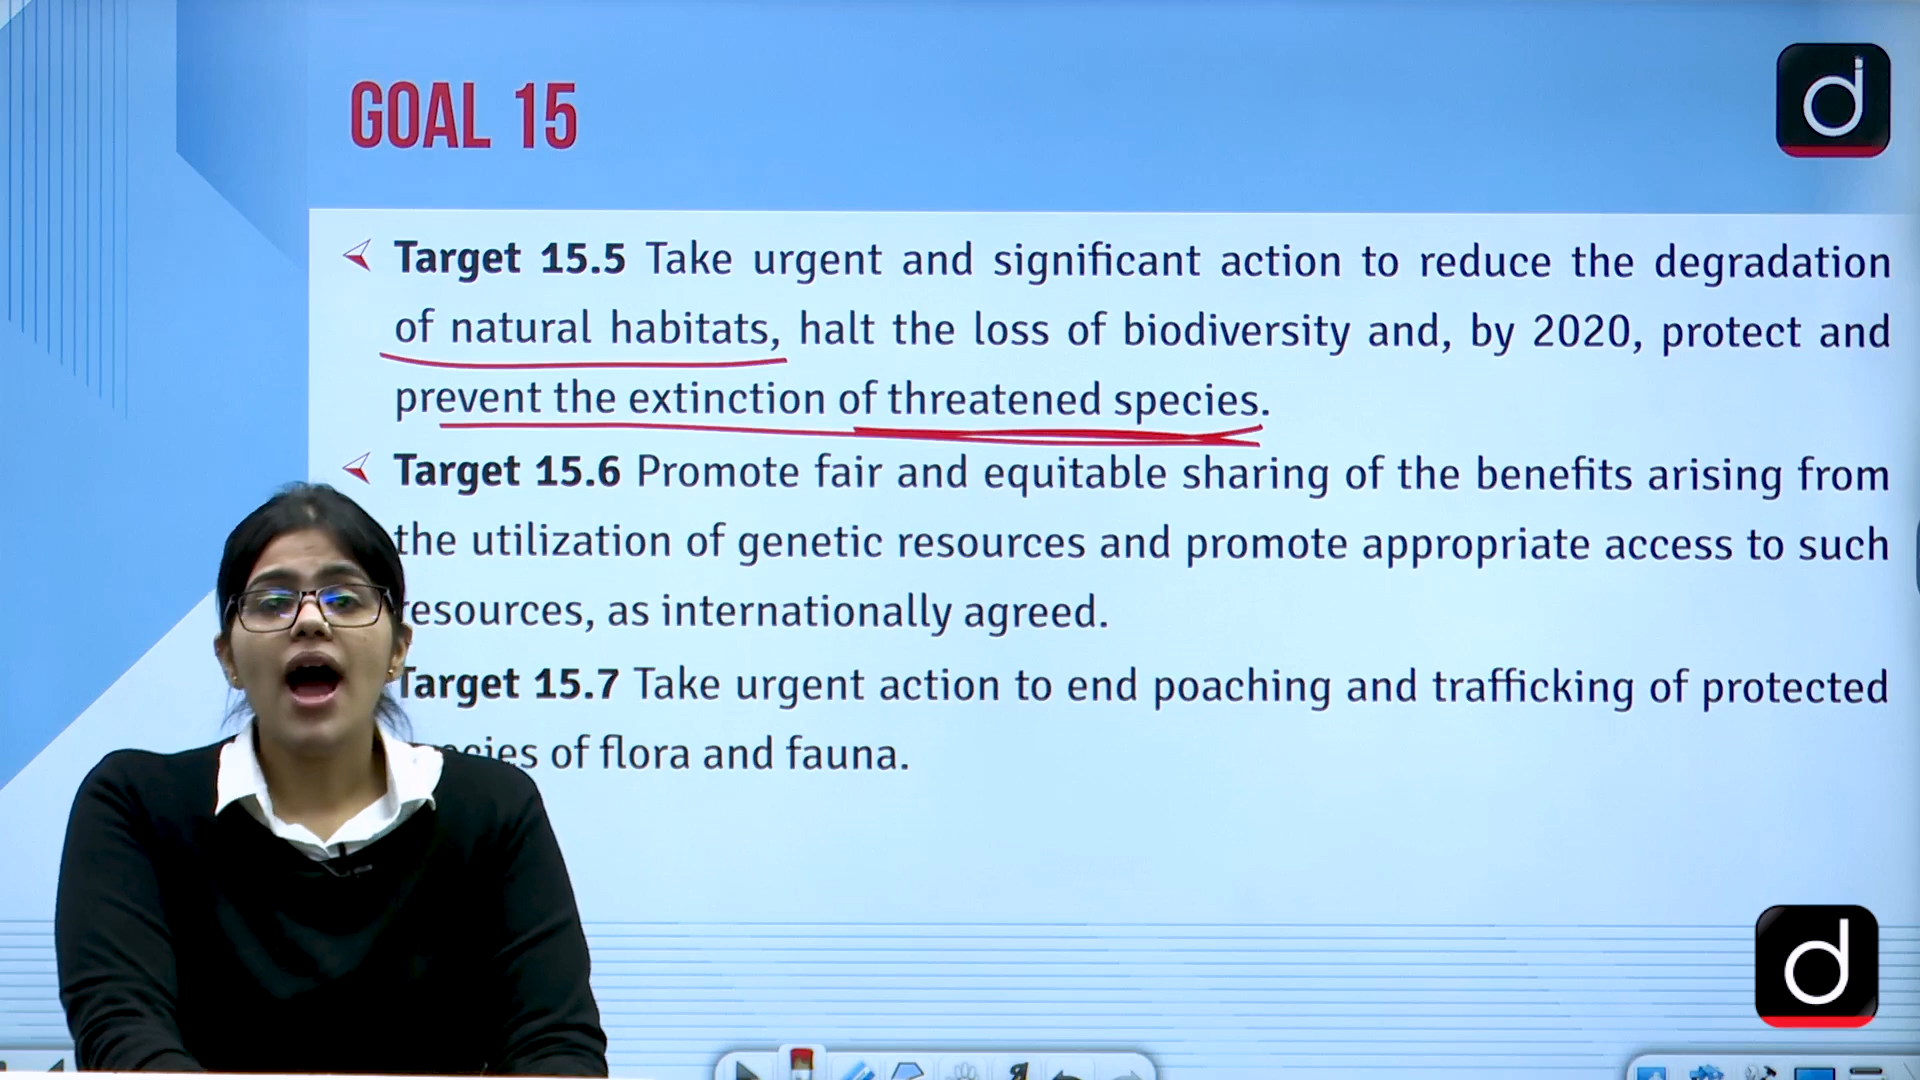 GOAL 15
d
Target 15.5 Take urgent and significant action to reduce the degradation
of natural habitats, halt the loss of biodiversity and, by 2020, protect and
prevent the extinction of threatened species.
Target 15.6 Promote fair and equitable sharing of the benefits arising from
the utilization of genetic resources and promote appropriate access to such
resources, as internationally agreed.
Target 15.7 Take urgent action to end poaching and trafficking of protected
species of flora and fauna.
d